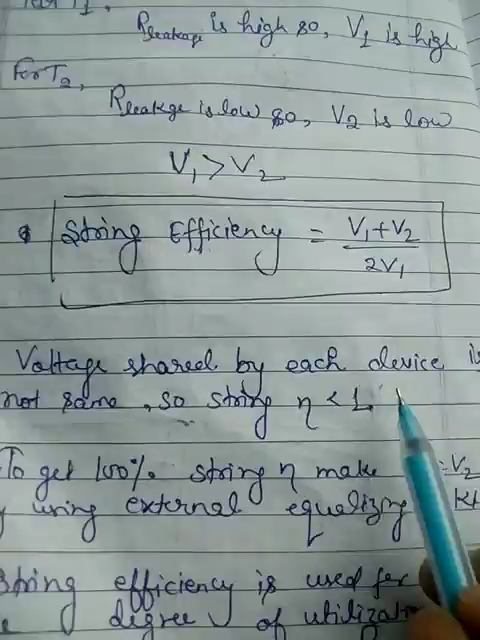 For T1,
Rleakage is high so, V1 is high
For T2,
Rleakge is low so, V2 is low
V1 > V2
String Efficiency = V1+V2 / 2V1
Voltage shared by each device is
not same, so string η < 1
To get 100% string η make = V2
using external equalizing
String efficiency is used for
degree of utilization